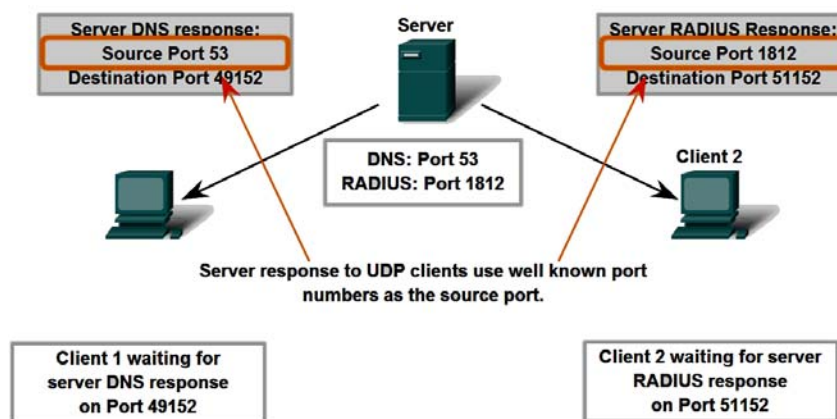 Server DNS response:
Source Port 53
Destination Port 49152
Server
Server RADIUS Response:
Source Port 1812
Destination Port 51152
DNS: Port 53
RADIUS: Port 1812
Client 2
Server response to UDP clients use well known port
numbers as the source port.
Client 1 waiting for
server DNS response
on Port 49152
Client 2 waiting for server
RADIUS response
on Port 51152